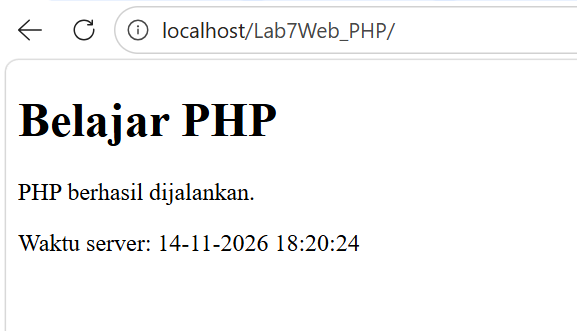 localhost/Lab7Web_PHP/
Belajar PHP
PHP berhasil dijalankan.
Waktu server: 14-11-2026 18:20:24